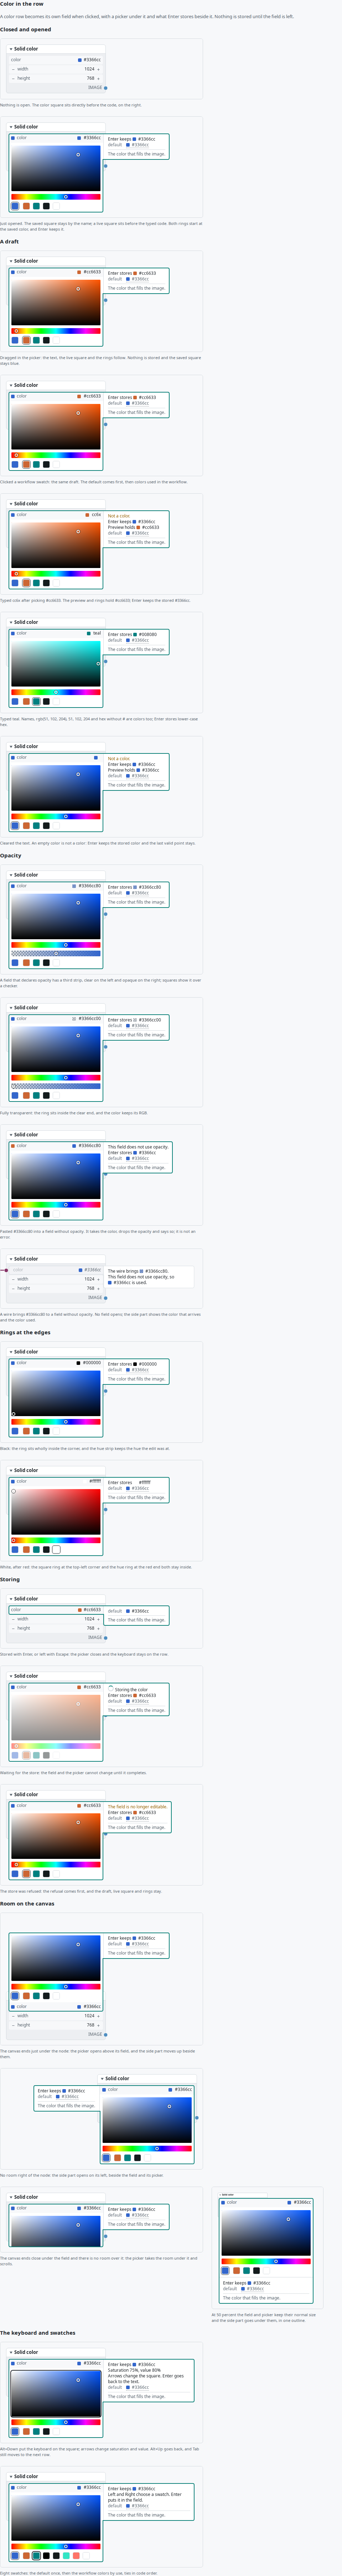 Color in the row
A color row becomes its own field when clicked, with a picker under it and what Enter stores beside it. Nothing is stored until the field is left.
Closed and opened
Solid color
color #3366cc
width 1024
height 768
IMAGE
Nothing is open. The color square sits directly before the code, on the right.
Solid color
color #3366cc
Enter keeps #3366cc
default #3366cc
The color that fills the image.
Just opened. The saved square stays by the name; a live square sits before the typed code. Both rings start at
the saved color, and Enter keeps it.
A draft
Solid color
color #cc6633
Enter stores #cc6633
default #3366cc
The color that fills the image.
Dragged in the picker: the text, the live square and the rings follow. Nothing is stored and the saved square
stays blue.
Solid color
color #cc6633
Enter stores #cc6633
default #3366cc
The color that fills the image.
Clicked a workflow swatch: the same draft. The default comes first, then colors used in the workflow.
Solid color
color
Not a color.
Enter keeps #3366cc
Preview holds #cc6633
default #3366cc
The color that fills the image.
after picking #cc6633. The preview and rings hold #cc6633; Enter keeps the stored #3366cc.
Solid color
color teal
Enter stores #008080
default #3366cc
The color that fills the image.
Typed teal. Names, rgb(51, 102, 204), 51, 102, 204 and hex without # are colors too; Enter stores lower-case
hex.
Solid color
color
Not a color.
Enter keeps #3366cc
Preview holds #3366cc
default #3366cc
The color that fills the image.
Cleared the text. An empty color is not a color. Enter keeps the stored color and the last valid point stays.
Opacity
Solid color
color #3366cc80
Enter stores #3366cc80
default #3366cc
The color that fills the image.
A field that declares opacity has a third strip, clear on the left and opaque on the right; squares show it over
a checker.
Solid color
color #3366cc00
Enter stores #3366cc00
default #3366cc
The color that fills the image.
Fully transparent: the ring sits inside the clear end, and the color keeps its RGB.
Solid color
color #3366cc80
This field does not use opacity.
Enter stores #3366cc
default #3366cc
The color that fills the image.
Pasted #3366cc80 into a field without opacity. It takes the color, drops the opacity and says so; it is not an
error.
Solid color
color #3366cc
width 1024
height 768
IMAGE
The wire brings #3366cc80.
This field does not use opacity, so
#3366cc is used.
A wire brings #3366cc80 to a field without opacity. No field opens; the side part shows the color that arrives
and the color used.
Rings at the edges
Solid color
color #000000
Enter stores #000000
default #3366cc
The color that fills the image.
Black: the ring sits wholly inside the corner, and the hue strip keeps the hue the edit was at.
Solid color
color #ffffff
Enter stores #ffffff
default #3366cc
The color that fills the image.
White, after red: the square ring at the top left corner and the hue ring at the red end both stay inside.
Storing
Solid color
color #cc6633
width 1024
height 768
IMAGE
default #3366cc
The color that fills the image.
Stored with Enter, or left with Escape: the picker closes and the keyboard stays on the row.
Solid color
color #cc6633
Storing the color
Enter stores #cc6633
default #3366cc
The color that fills the image.
Waiting for the store: the field and the picker cannot change until it completes.
Solid color
color #cc6633
The field is no longer editable.
Enter stores #cc6633
default #3366cc
The color that fills the image.
The store was refused: the refusal comes first, and the draft, live square and rings stay.
Room on the canvas
Enter keeps #3366cc
default #3366cc
The color that fills the image.
color #3366cc
width 1024
height 768
IMAGE
The canvas ends just under the node: the picker opens above its field, and the side part moves up beside
them.
Solid color
Enter keeps #3366cc
default #3366cc
The color that fills the image.
color #3366cc
No room right of the node: the side part opens on its left, beside the field and its picker.
Solid color
color #3366cc
Enter keeps #3366cc
default #3366cc
The color that fills the image.
The canvas ends close under the field and there is no room over it: the picker takes the room under it and
scrolls.
Solid color
color #3366cc
Enter keeps #3366cc
default #3366cc
The color that fills the image.
At 50 percent the field and picker keep their normal size
and the side part goes under them, in one outline.
The keyboard and swatches
Solid color
color #3366cc
Enter keeps #3366cc
Saturation 75%, value 80%
Arrows change the square. Enter goes
back to the text.
default #3366cc
The color that fills the image.
Alt+Down put the keyboard on the square; arrows change saturation and value. Alt+Up goes back, and Tab
still moves to the next row.
Solid color
color #3366cc
Enter keeps #3366cc
Left and Right choose a swatch. Enter
puts it in the field.
default #3366cc
The color that fills the image.
Eight swatches: the default once, then the workflow colors by use, ties in node order.